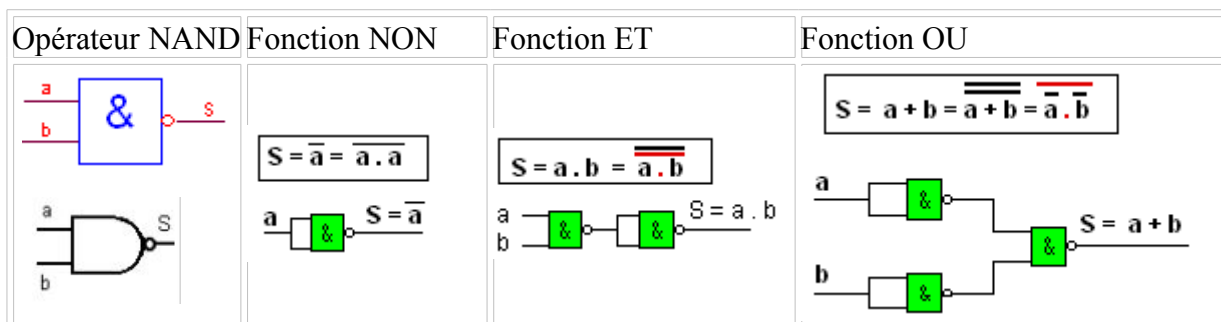 Opérateur NAND
Fonction NON
Fonction ET
Fonction OU
a
b
&
S
a
b
S
S = a̅ = a̅ ̅.̅ ̅a̅
a
&
S = a̅
S = a . b = a̿ ̿.̿ ̿b̿
a
b
&
&
S = a . b
S = a + b = a̿ ̿+̿ ̿b̿ = a̿ ̅.̅ ̿b̿
a
&
&
S = a + b
b
&